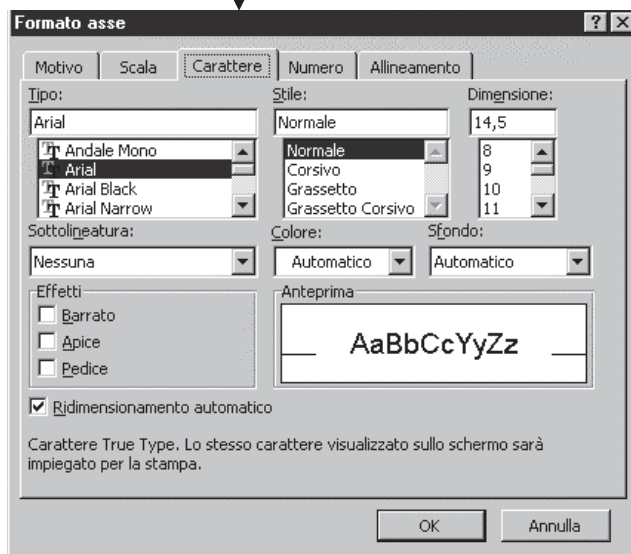 Formato asse ? ×
Motivo Scala Carattere Numero Allineamento
Tipo: Stile: Dimensione:
Arial Normale 14,5
Andale Mono Normale 8
Arial Corsivo 9
Arial Black Grassetto 10
Arial Narrow Grassetto Corsivo 11
Sottolineatura: Colore: Sfondo:
Nessuna Automatico Automatico
Effetti Anteprima
Barrato
Apice AaBbCcYyZz
Pedice
Ridimensionamento automatico
Carattere True Type. Lo stesso carattere visualizzato sullo schermo sarà
impiegato per la stampa.
OK Annulla